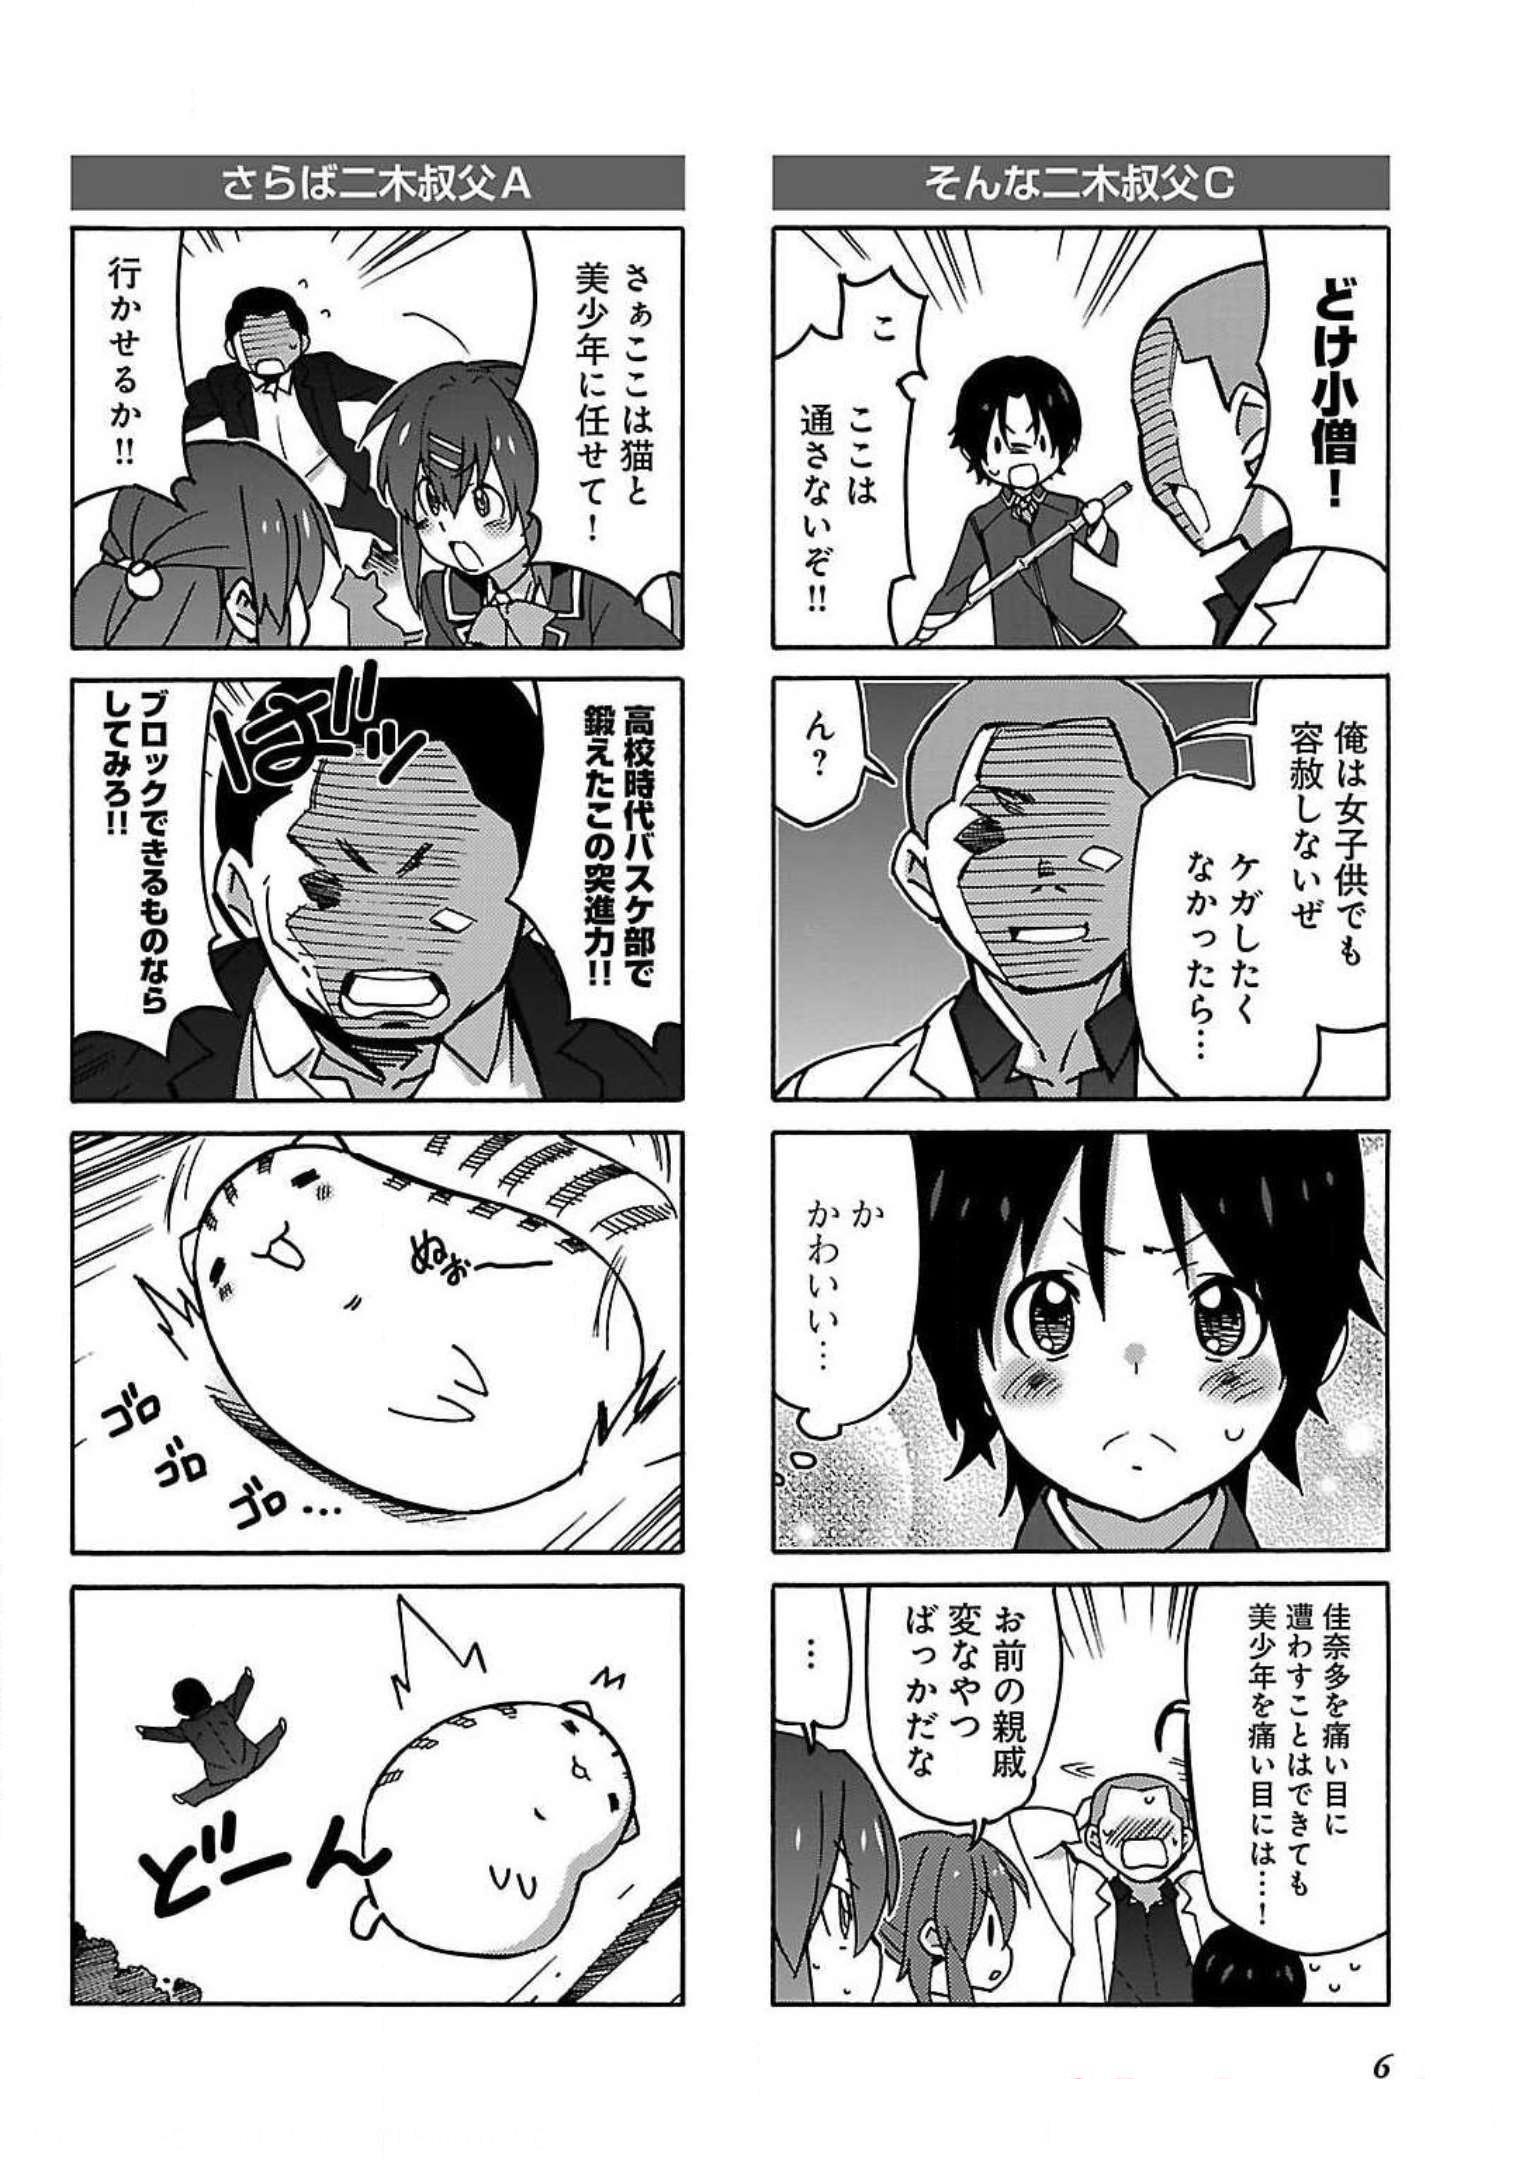 そんな二木叔父C
どけ小僧！
こ
ここは
通さないぞ!!
俺は女子供でも
容赦しないぜ
ケガしたく
なかったら…
ん？
か
かわいい…
佳奈多を痛い目に
遭わすことはできても
美少年を痛い目には……！
お前の親戚
変なやつ
ばっかだな
…
さらば二木叔父A
さぁここは猫と
美少年に任せて！
行かせるか!!
高校時代バスケ部で
鍛えたこの突進力!!
ばッ
ブロックできるものなら
してみろ!!
ぬぉー
ゴロ
ゴロ
ゴロ…
どーん
6